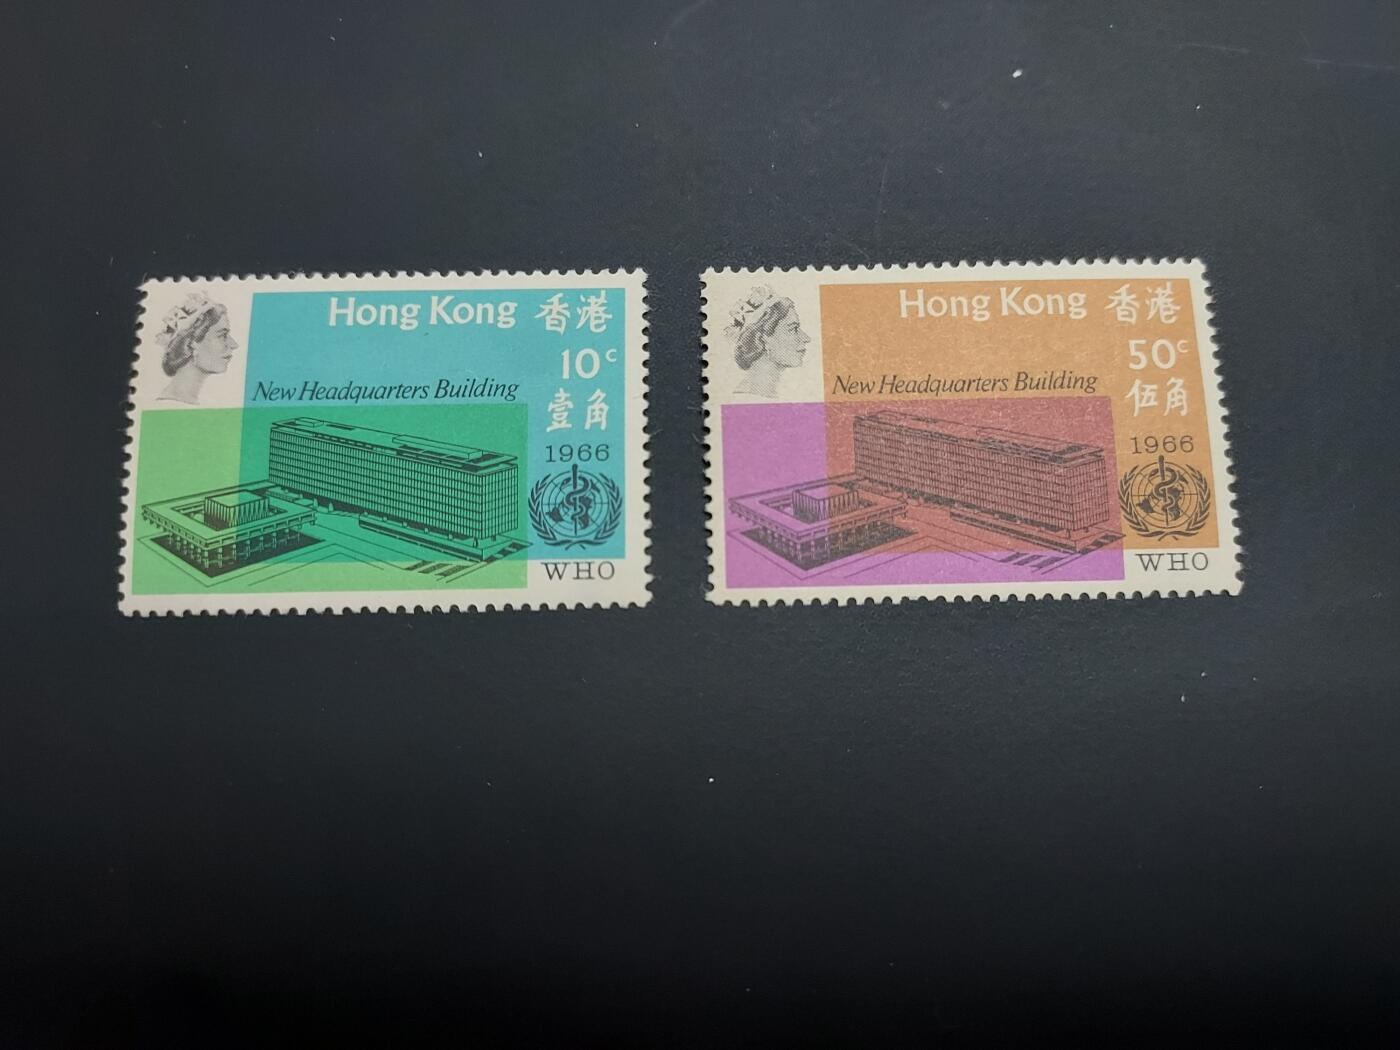 Hong Kong 香港
10c
壹角
New Headquarters Building
1966
WHO
Hong Kong 香港
50c
伍角
New Headquarters Building
1966
WHO